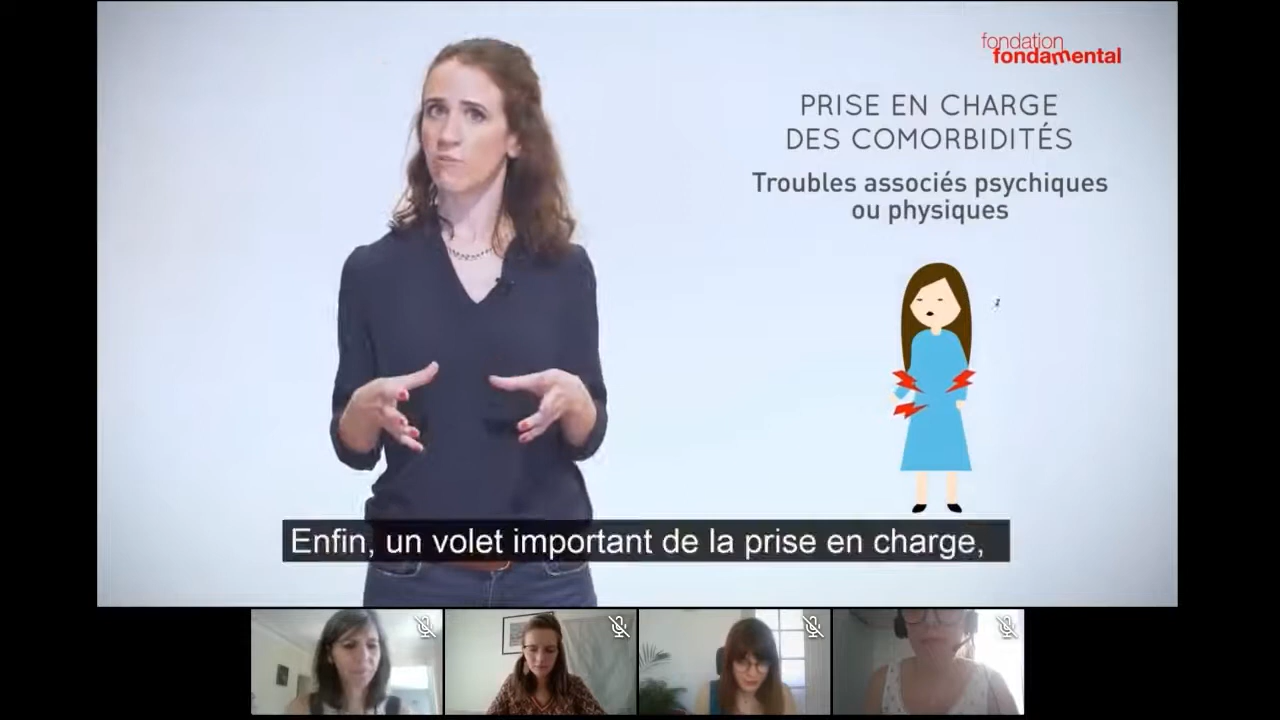 fondation
fondamental
PRISE EN CHARGE
DES COMORBIDITÉS
Troubles associés psychiques
ou physiques
Enfin, un volet important de la prise en charge,